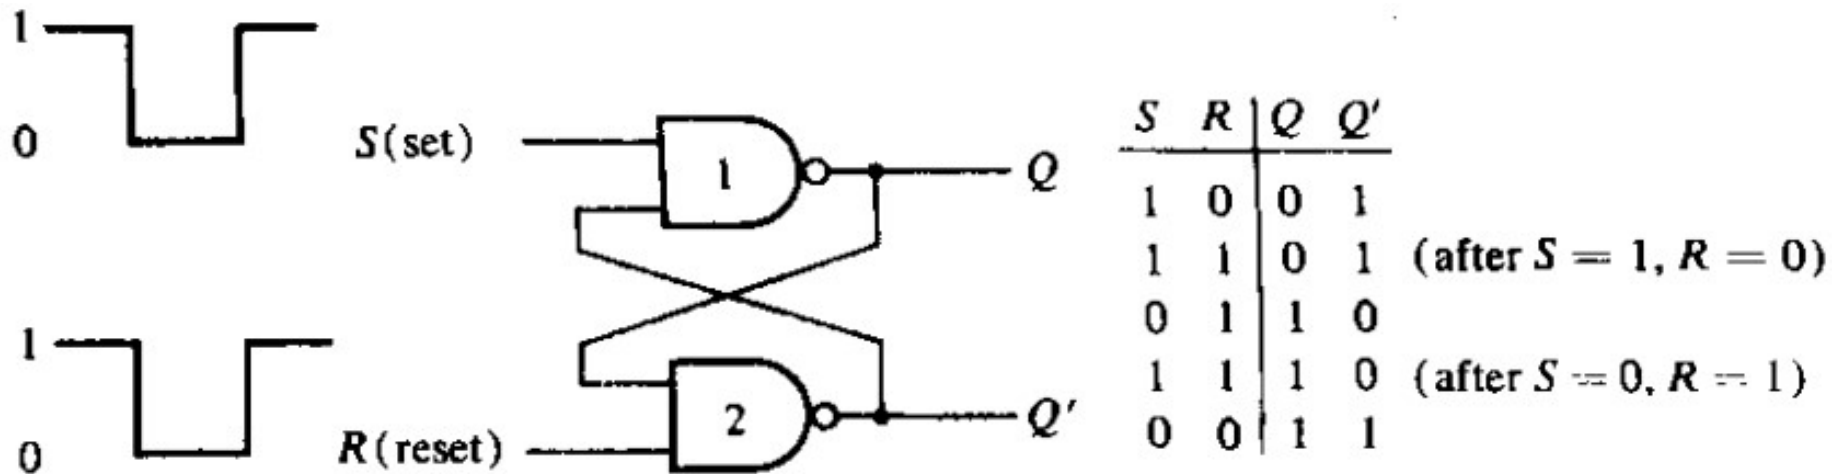 1
0
S(set)
1
Q
1
0
R(reset)
2
Q'
S R Q Q'
1 0 0 1
1 1 0 1 (after S = 1, R = 0)
0 1 1 0
1 1 1 0 (after S = 0, R = 1)
0 0 1 1